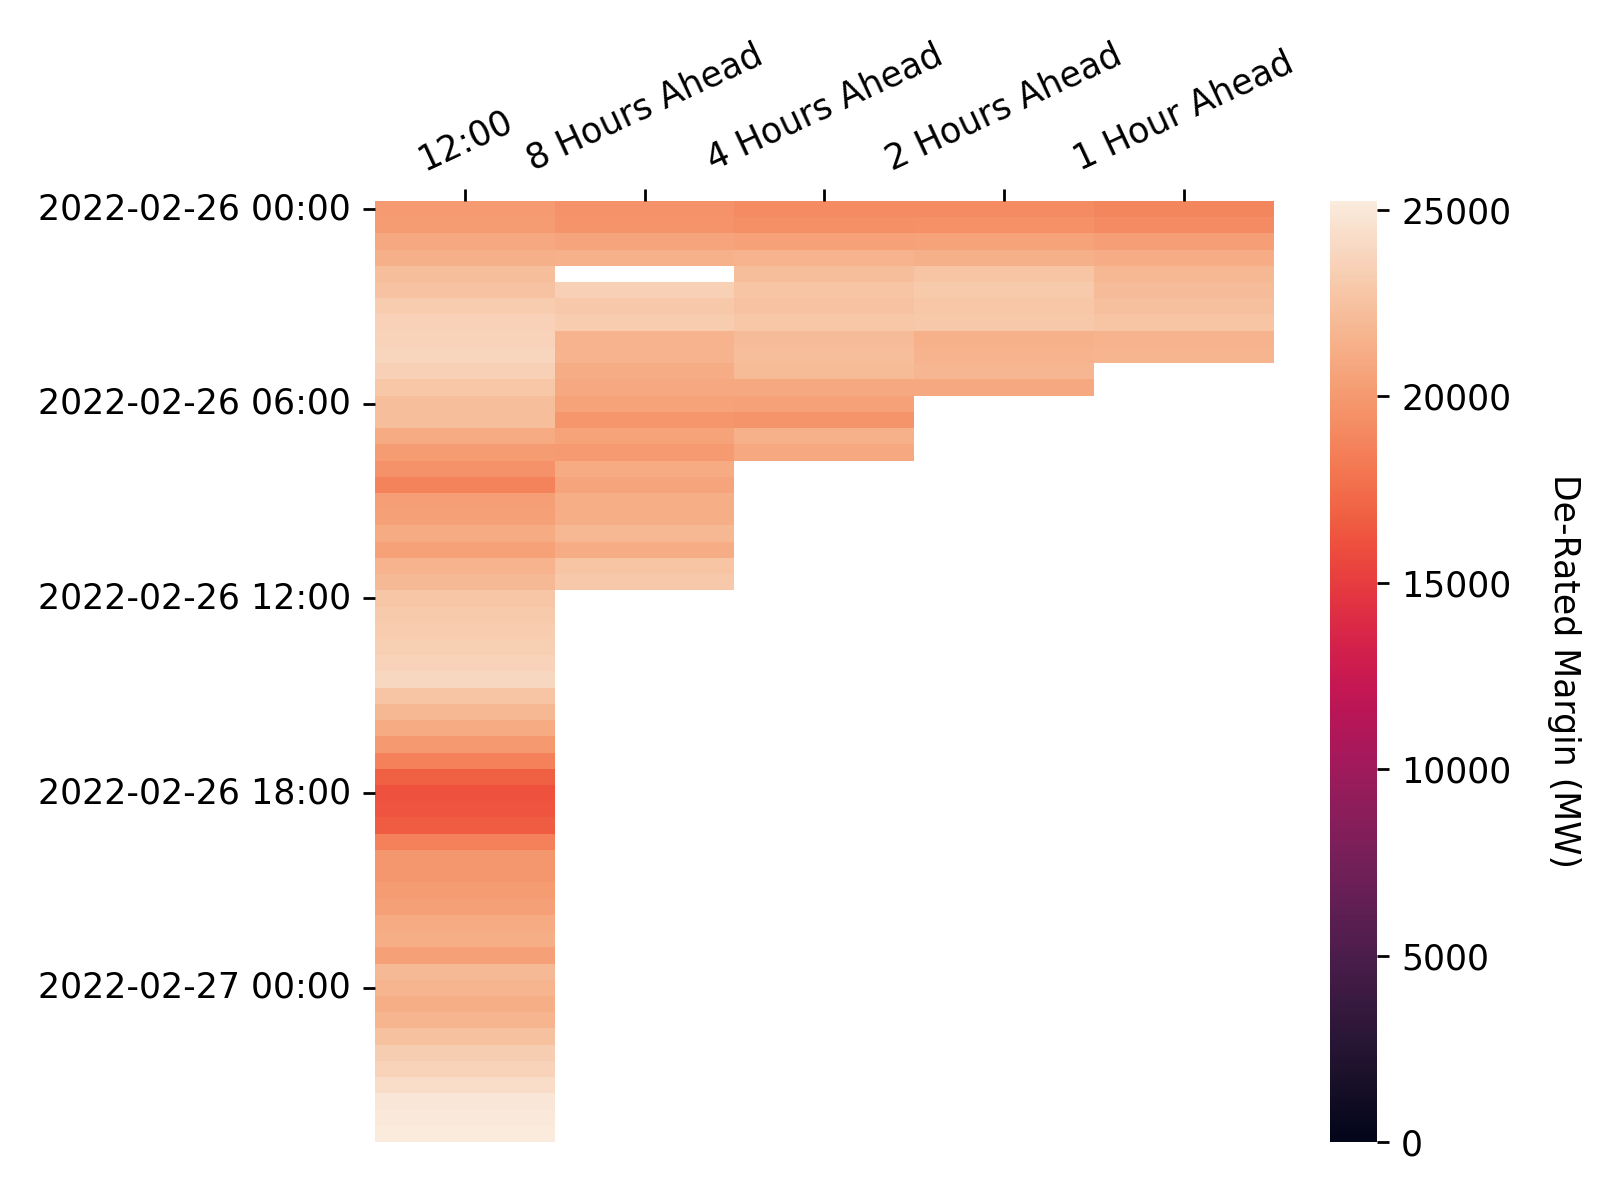 12:00
8 Hours Ahead
4 Hours Ahead
2 Hours Ahead
1 Hour Ahead
2022-02-26 00:00
2022-02-26 06:00
2022-02-26 12:00
2022-02-26 18:00
2022-02-27 00:00
25000
20000
15000
10000
5000
0
De-Rated Margin (MW)